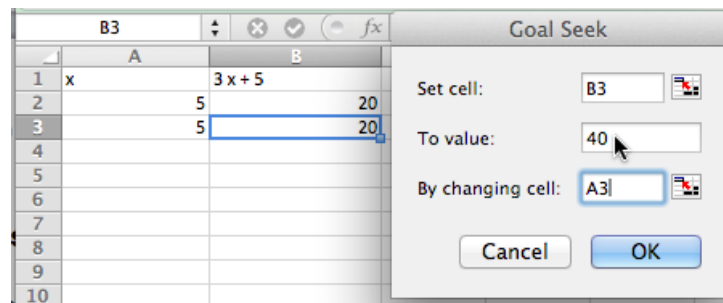 B3 fx
A B
1 x 3 x + 5
2 5 20
3 5 20
4
5
6
7
8
9
10
Goal Seek
Set cell: B3
To value: 40
By changing cell: A3
Cancel OK